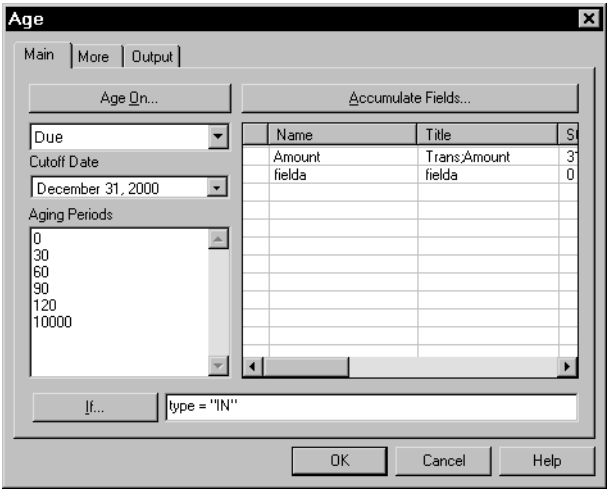 Age
Main More Output
Age On... Accumulate Fields...
Due
Name Title
Cutoff Date
Amount Trans;Amount
fielda fielda 0
December 31, 2000
Aging Periods
0
30
60
90
120
10000
If... type = "IN"
OK Cancel Help